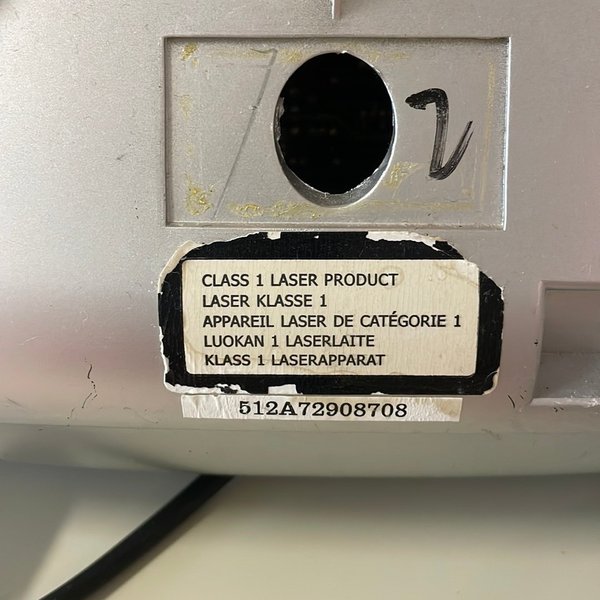 2
CLASS 1 LASER PRODUCT
LASER KLASSE 1
APPAREIL LASER DE CATÉGORIE 1
LUOKAN 1 LASERLAITE
KLASS 1 LASERAPPARAT
512A72908708